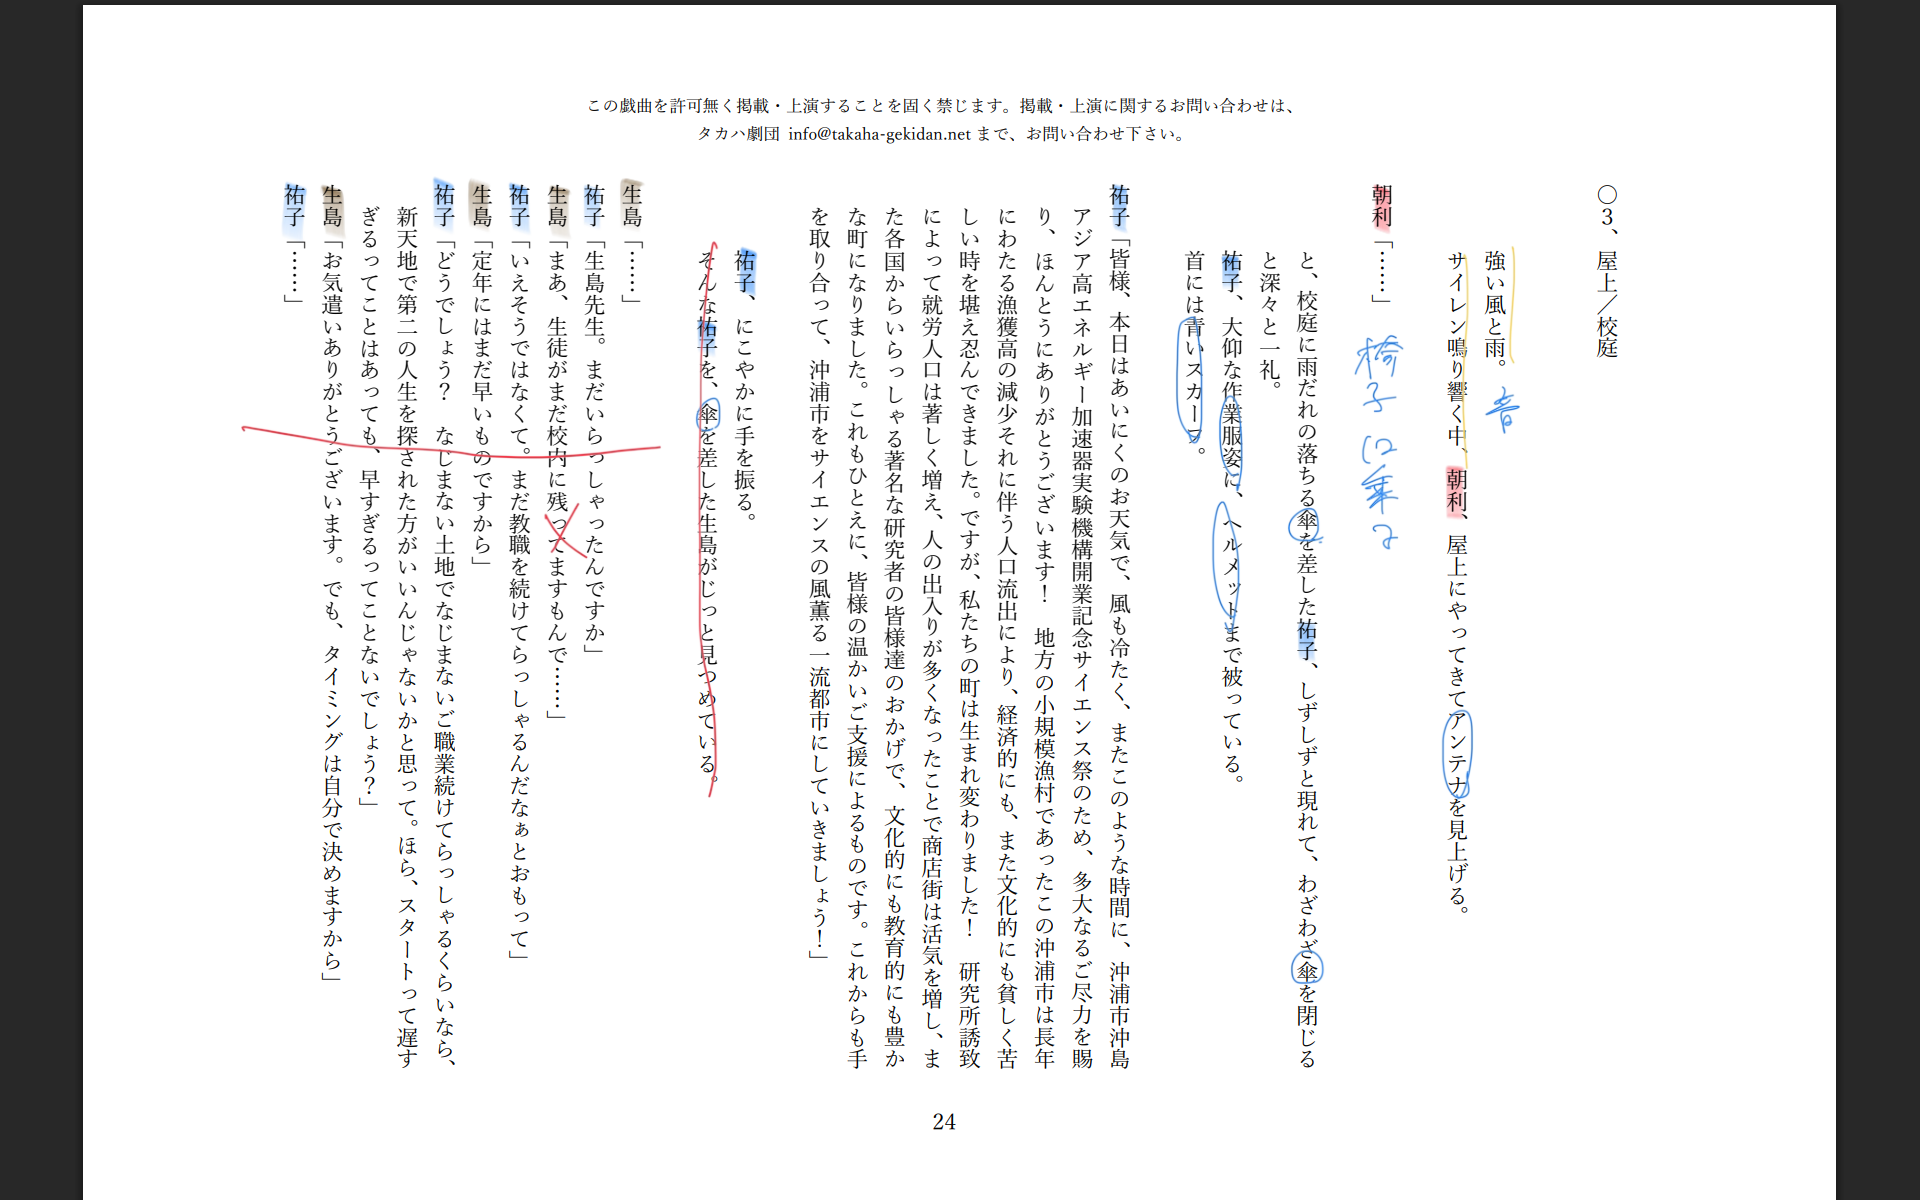 この戯曲を許可無く掲載・上演することを固く禁じます。掲載・上演に関するお問い合わせは、
タカハ劇団 info@takaha-gekidan.net まで、お問い合わせ下さい。
〇３、屋上／校庭
強い風と雨。
音
サイレン鳴り響く中、朝利、屋上にやってきてアンテナを見上げる。
朝利「……」
椅子に乗る
と、校庭に雨だれの落ちる傘を差した祐子、しずしずと現れて、わざわざ傘を閉じる
と深々と一礼。
祐子、大仰な作業服姿に、ヘルメットまで被っている。
首には青いスカーフ。
祐子「皆様、本日はあいにくのお天気で、風も冷たく、またこのような時間に、沖浦市沖島
アジア高エネルギー加速器実験機構開業記念サイエンス祭のため、多大なるご尽力を賜
り、ほんとうにありがとうございます！　地方の小規模漁村であったこの沖浦市は長年
にわたる漁獲高の減少それに伴う人口流出により、経済的にも、また文化的にも貧しく苦
しい時を堪え忍んできました。ですが、私たちの町は生まれ変わりました！　研究所誘致
によって就労人口は著しく増え、人の出入りが多くなったことで商店街は活気を増し、ま
た各国からいらっしゃる著名な研究者の皆様達のおかげで、文化的にも教育的にも豊か
な町になりました。これもひとえに、皆様の温かいご支援によるものです。これからも手
を取り合って、沖浦市をサイエンスの風薫る一流都市にしていきましょう！」
祐子、にこやかに手を振る。
そんな祐子を、傘を差した生島がじっと見つめている。
生島「……」
祐子「生島先生。まだいらっしゃったんですか」
生島「まあ、生徒がまだ校内に残ってますもんで……」
祐子「いえそうではなくて。まだ教職を続けてらっしゃるんだなぁとおもって」
生島「定年にはまだ早いものですから」
祐子「どうでしょう？　なじまない土地でなじまないご職業続けてらっしゃるくらいなら、
新天地で第二の人生を探された方がいいんじゃないかと思って。ほら、スタートって遅す
ぎるってことはあっても、早すぎるってことないでしょう？」
生島「お気遣いありがとうございます。でも、タイミングは自分で決めますから」
祐子「……」
24